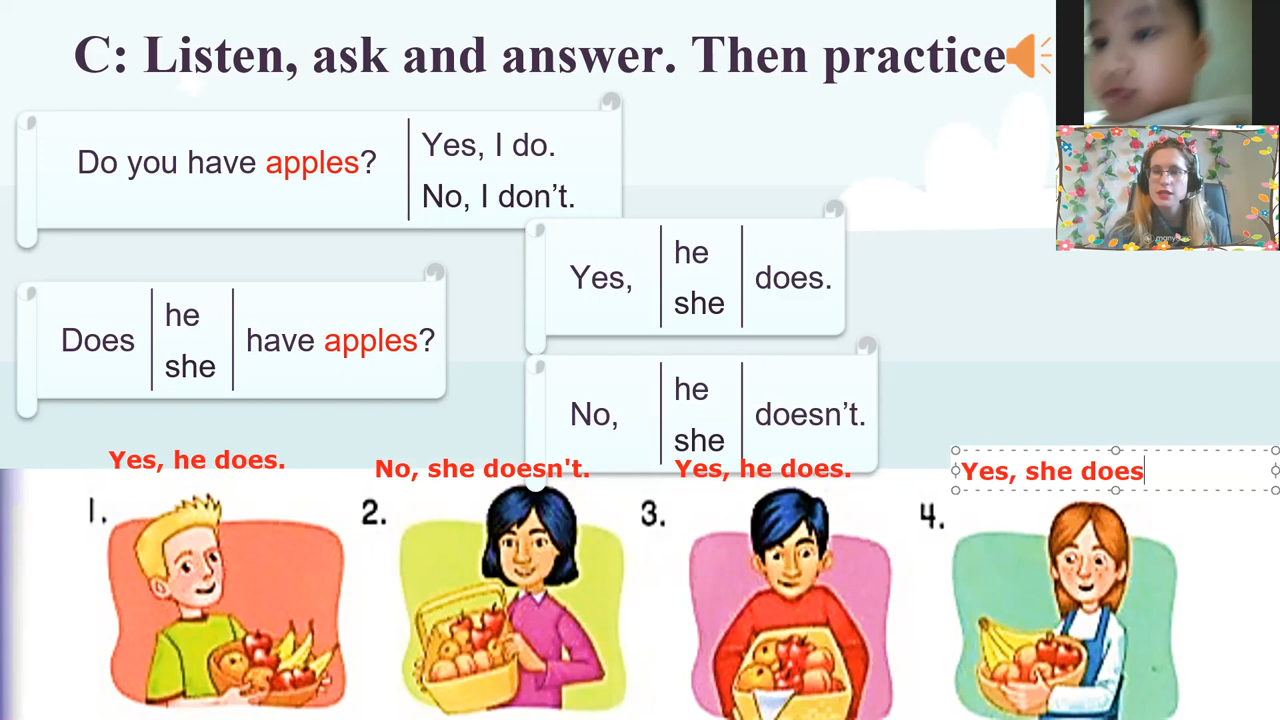 C: Listen, ask and answer. Then practice
Do you have apples?
Yes, I do.
No, I don't.
Yes,
he
she
does.
Does
he
she
have apples?
No,
he
she
doesn't.
Yes, he does.
No, she doesn't.
Yes, he does.
Yes, she does
1.
2.
3.
4.